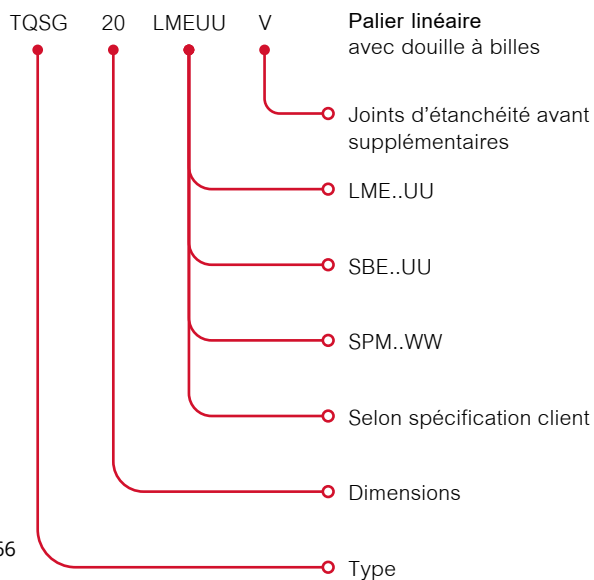 TQSG 20 LMEUU V
Palier linéaire
avec douille à billes
Joints d'étanchéité avant
supplémentaires
LME..UU
SBE..UU
SPM..WW
Selon spécification client
Dimensions
Type